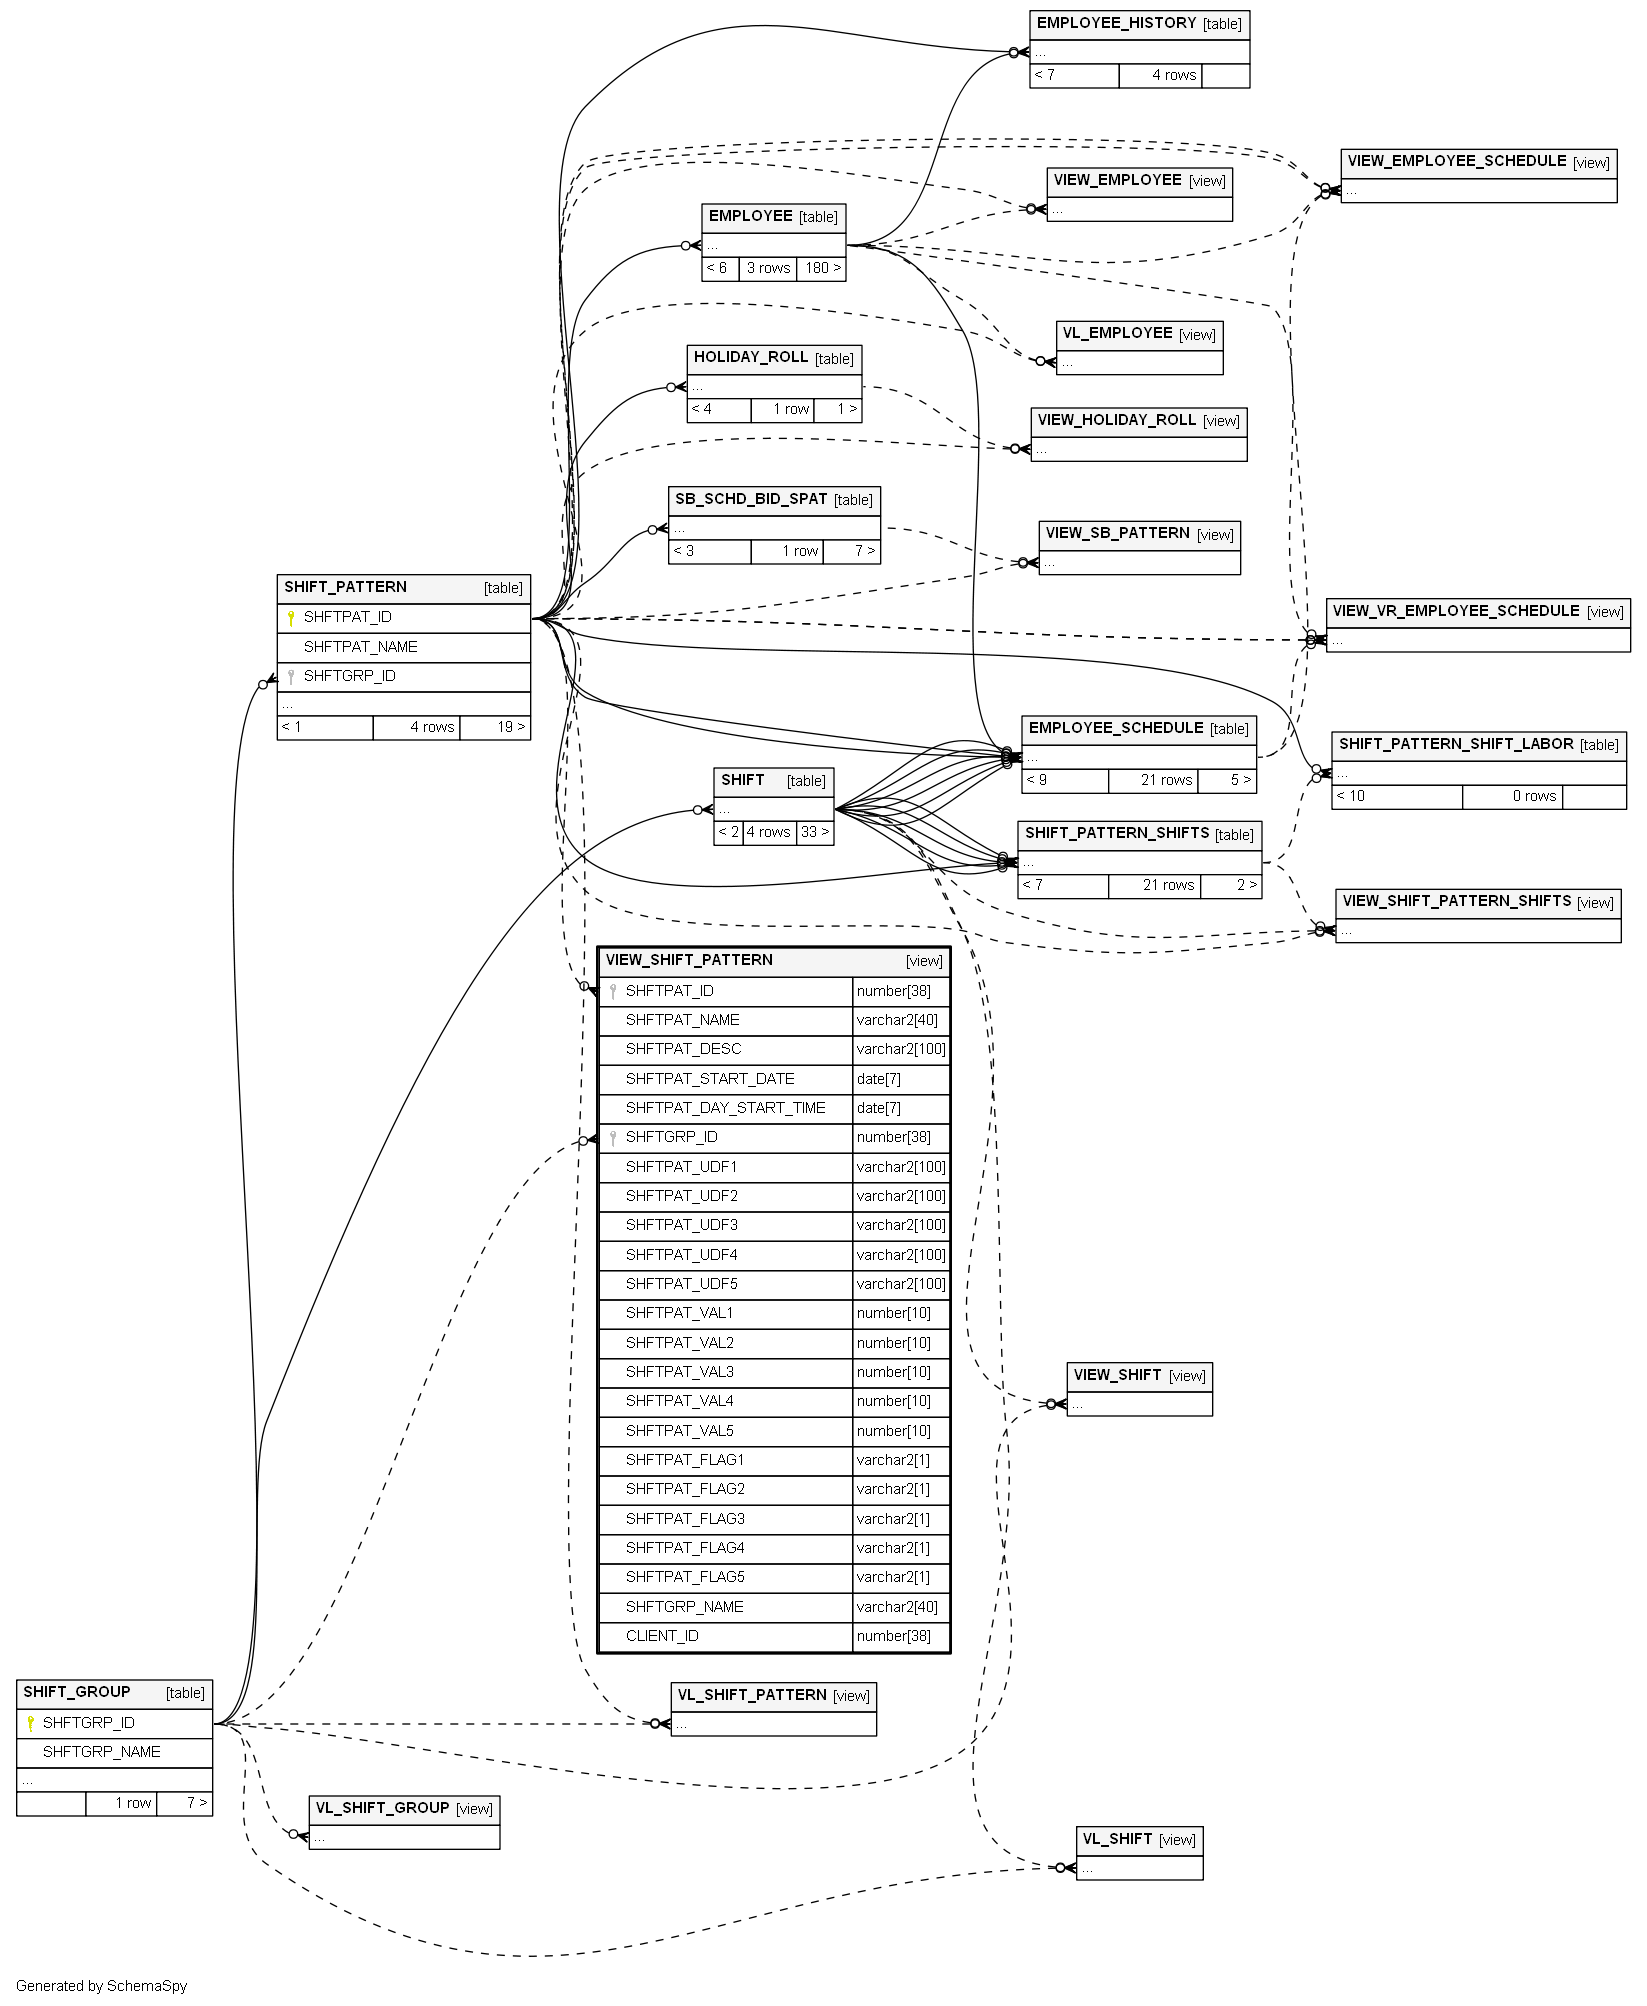 EMPLOYEE_HISTORY [table]
...
< 7 4 rows
VIEW_EMPLOYEE_SCHEDULE [view]
...
VIEW_EMPLOYEE [view]
...
EMPLOYEE [table]
...
< 6 3 rows 180 >
VL_EMPLOYEE [view]
...
HOLIDAY_ROLL [table]
...
< 4 1 row 1 >
VIEW_HOLIDAY_ROLL [view]
...
SB_SCHD_BID_SPAT [table]
...
< 3 1 row 7 >
VIEW_SB_PATTERN [view]
...
SHIFT_PATTERN [table]
SHFTPAT_ID
SHFTPAT_NAME
SHFTGRP_ID
...
< 1 4 rows 19 >
VIEW_VR_EMPLOYEE_SCHEDULE [view]
...
EMPLOYEE_SCHEDULE [table]
...
< 9 21 rows 5 >
SHIFT_PATTERN_SHIFT_LABOR [table]
...
< 10 0 rows
SHIFT [table]
...
< 2 4 rows 33 >
SHIFT_PATTERN_SHIFTS [table]
...
< 7 21 rows 2 >
VIEW_SHIFT_PATTERN_SHIFTS [view]
...
VIEW_SHIFT_PATTERN [view]
SHFTPAT_ID number[38]
SHFTPAT_NAME varchar2[40]
SHFTPAT_DESC varchar2[100]
SHFTPAT_START_DATE date[7]
SHFTPAT_DAY_START_TIME date[7]
SHFTGRP_ID number[38]
SHFTPAT_UDF1 varchar2[100]
SHFTPAT_UDF2 varchar2[100]
SHFTPAT_UDF3 varchar2[100]
SHFTPAT_UDF4 varchar2[100]
SHFTPAT_UDF5 varchar2[100]
SHFTPAT_VAL1 number[10]
SHFTPAT_VAL2 number[10]
SHFTPAT_VAL3 number[10]
SHFTPAT_VAL4 number[10]
SHFTPAT_VAL5 number[10]
SHFTPAT_FLAG1 varchar2[1]
SHFTPAT_FLAG2 varchar2[1]
SHFTPAT_FLAG3 varchar2[1]
SHFTPAT_FLAG4 varchar2[1]
SHFTPAT_FLAG5 varchar2[1]
SHFTGRP_NAME varchar2[40]
CLIENT_ID number[38]
VIEW_SHIFT [view]
...
SHIFT_GROUP [table]
SHFTGRP_ID
SHFTGRP_NAME
...
1 row 7 >
VL_SHIFT_PATTERN [view]
...
VL_SHIFT_GROUP [view]
...
VL_SHIFT [view]
...
Generated by SchemaSpy